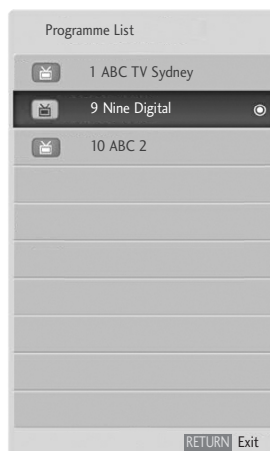 Programme List
1 ABC TV Sydney
9 Nine Digital
10 ABC 2
RETURN Exit